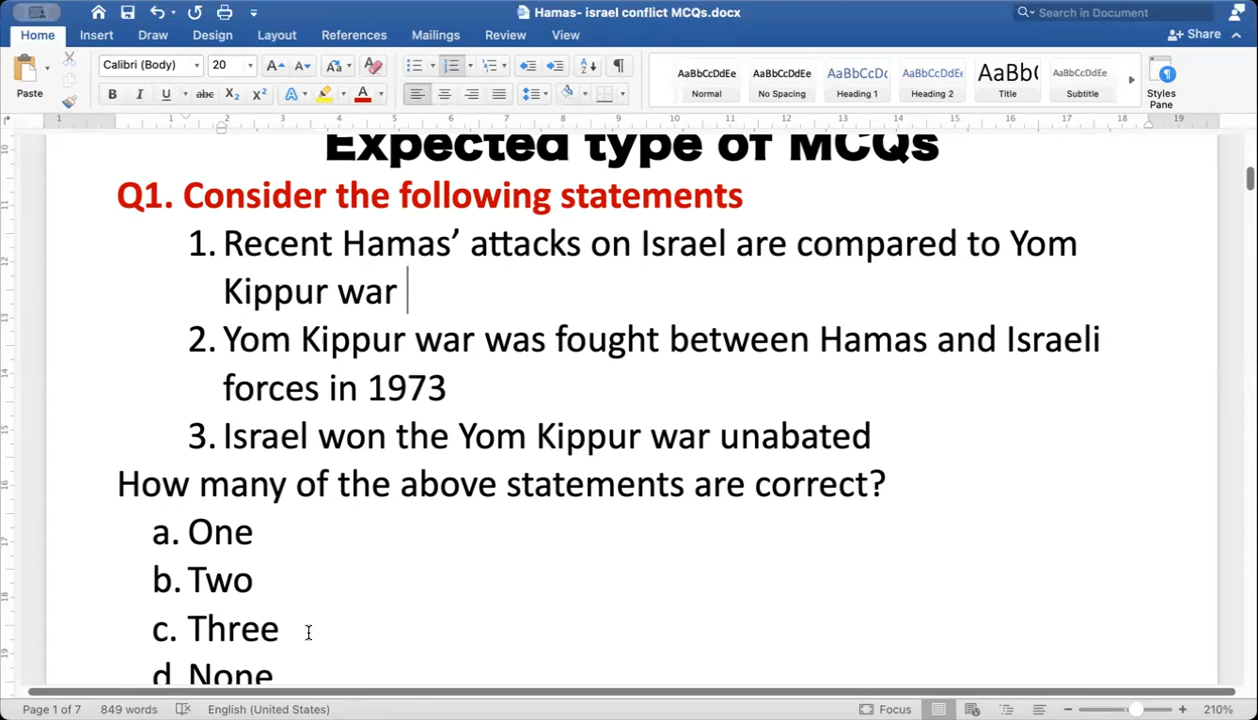 Hamas- israel conflict MCQs.docx
Search in Document
Home Insert Draw Design Layout References Mailings Review View
Share
Paste
Calibri (Body) 20
AaBbCcDdEe AaBbCcDdEe AaBbCcDc AaBbCcDdEe AaBbCcDdEe
Normal No Spacing Heading 1 Heading 2 Title Subtitle
Styles Pane
Expected type of MCQs
Q1. Consider the following statements
1. Recent Hamas’ attacks on Israel are compared to Yom
Kippur war
2. Yom Kippur war was fought between Hamas and Israeli
forces in 1973
3. Israel won the Yom Kippur war unabated
How many of the above statements are correct?
a. One
b. Two
c. Three
d. None
Page 1 of 7 849 words English (United States) Focus 210%